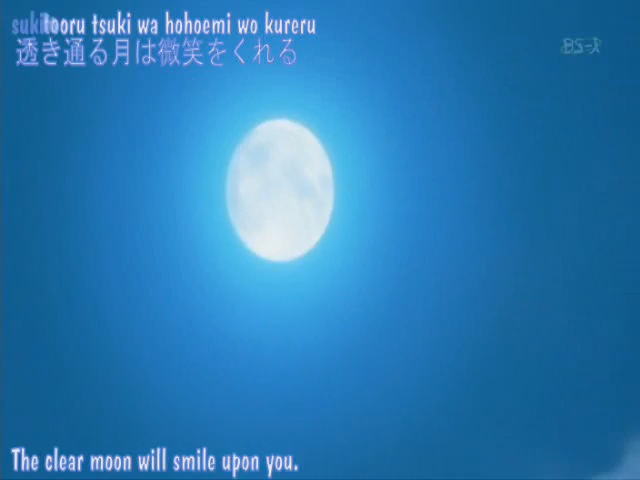 sukitooru tsuki wa hohoemi wo kureru
透き通る月は微笑をくれる
BS-i
The clear moon will smile upon you.